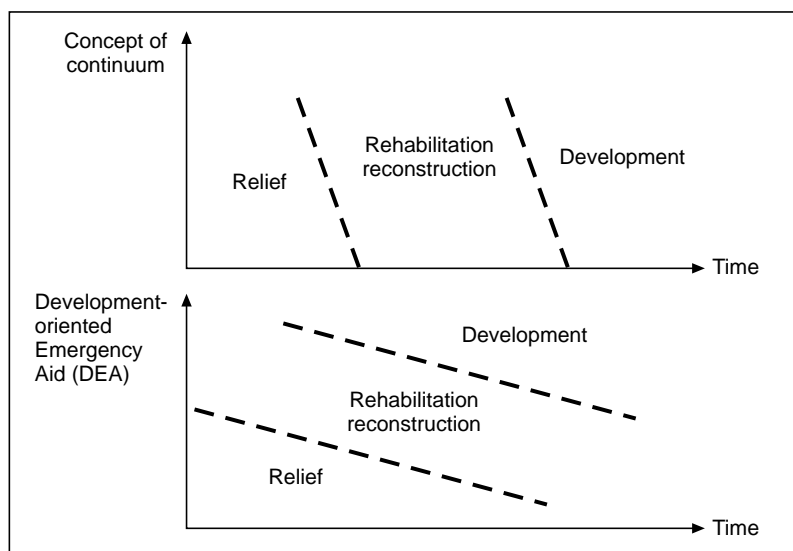 Concept of
continuum
Relief
Rehabilitation
reconstruction
Development
Time
Development-
oriented
Emergency
Aid (DEA)
Development
Rehabilitation
reconstruction
Relief
Time